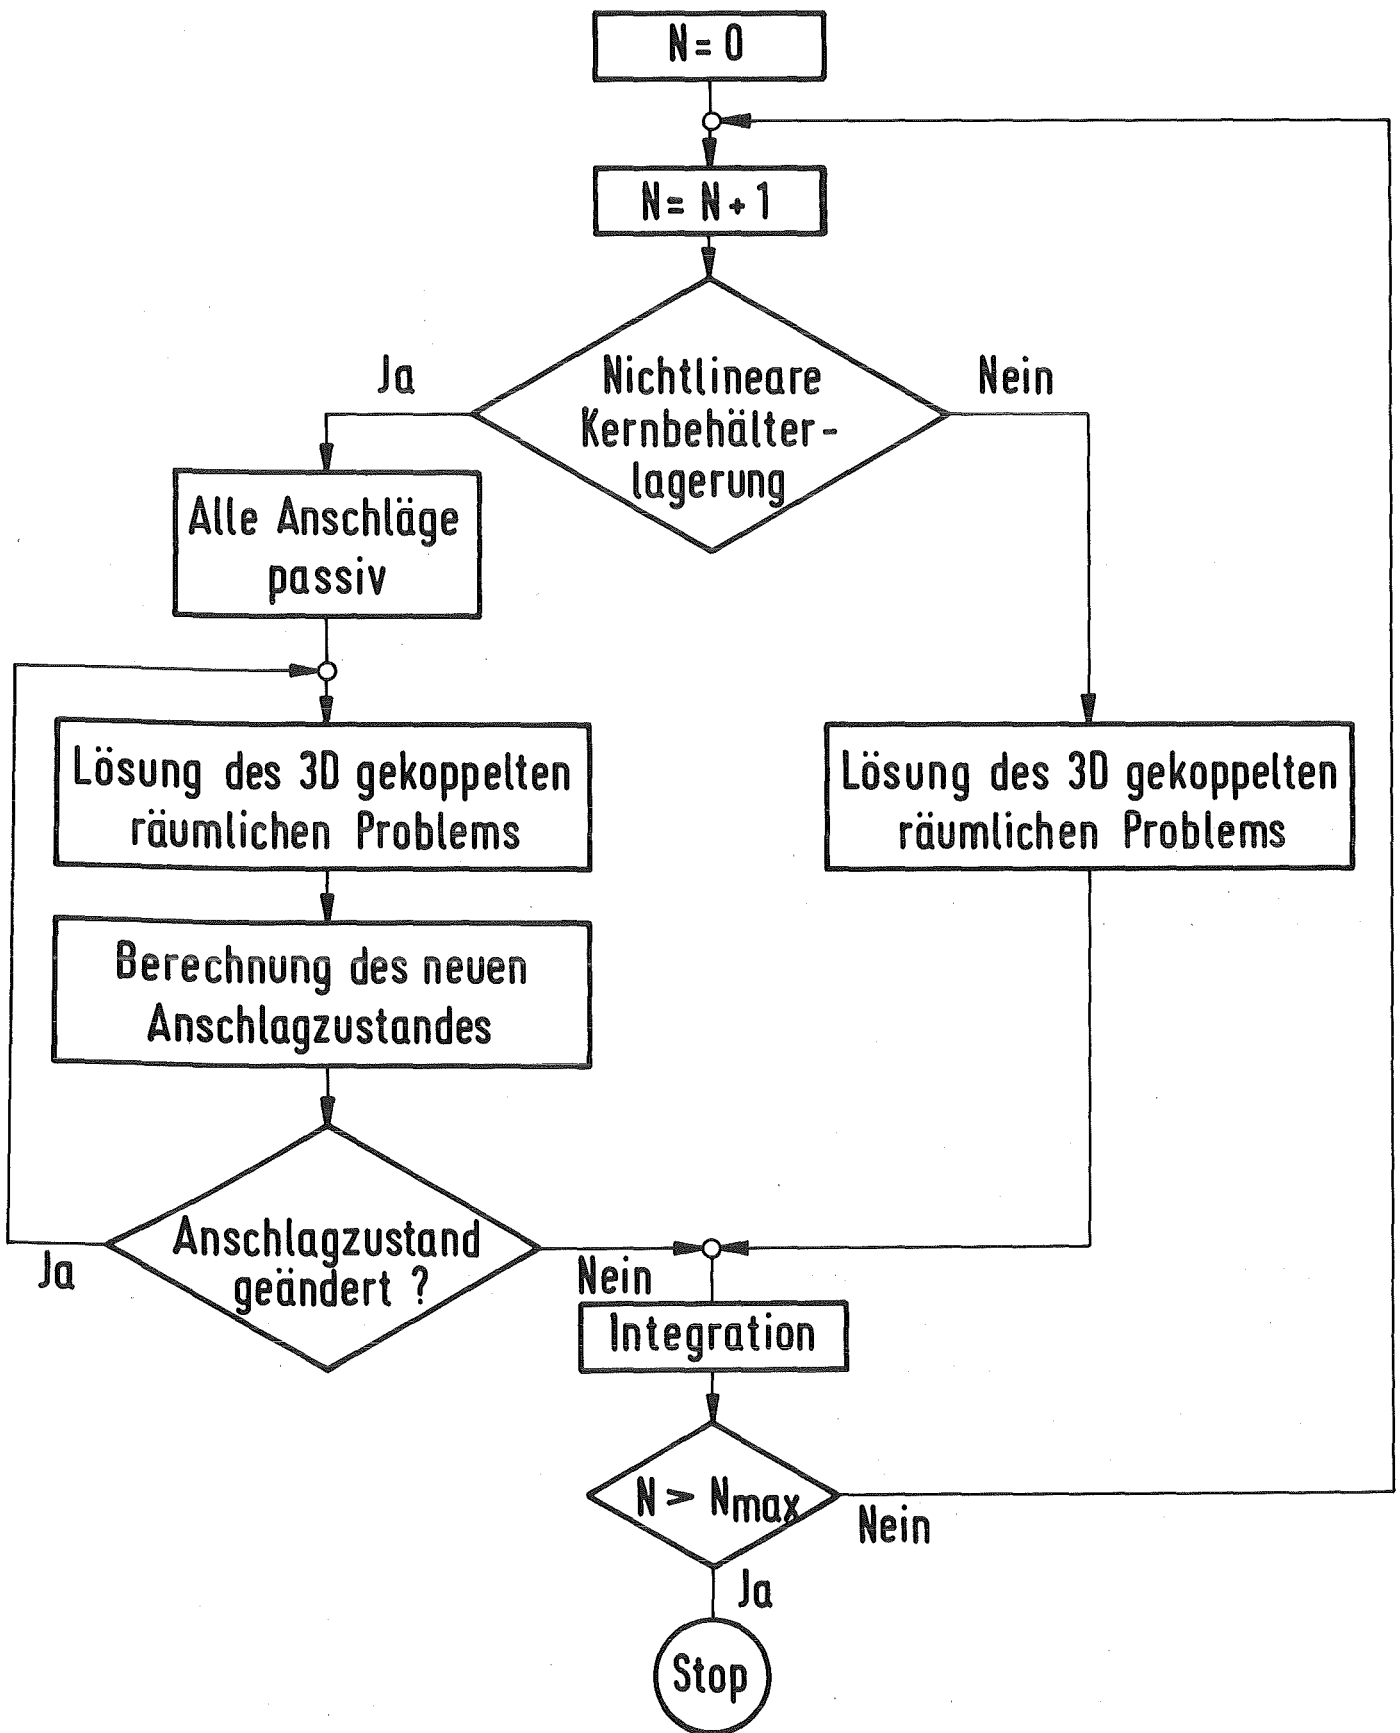 N = 0
N = N + 1
Ja
Nichtlineare
Kernbehälter-
lagerung
Nein
Alle Anschläge
passiv
Lösung des 3D gekoppelten
räumlichen Problems
Lösung des 3D gekoppelten
räumlichen Problems
Berechnung des neuen
Anschlagzustandes
Anschlagzustand
geändert ?
Ja
Nein
Integration
N > Nmax
Nein
Ja
Stop